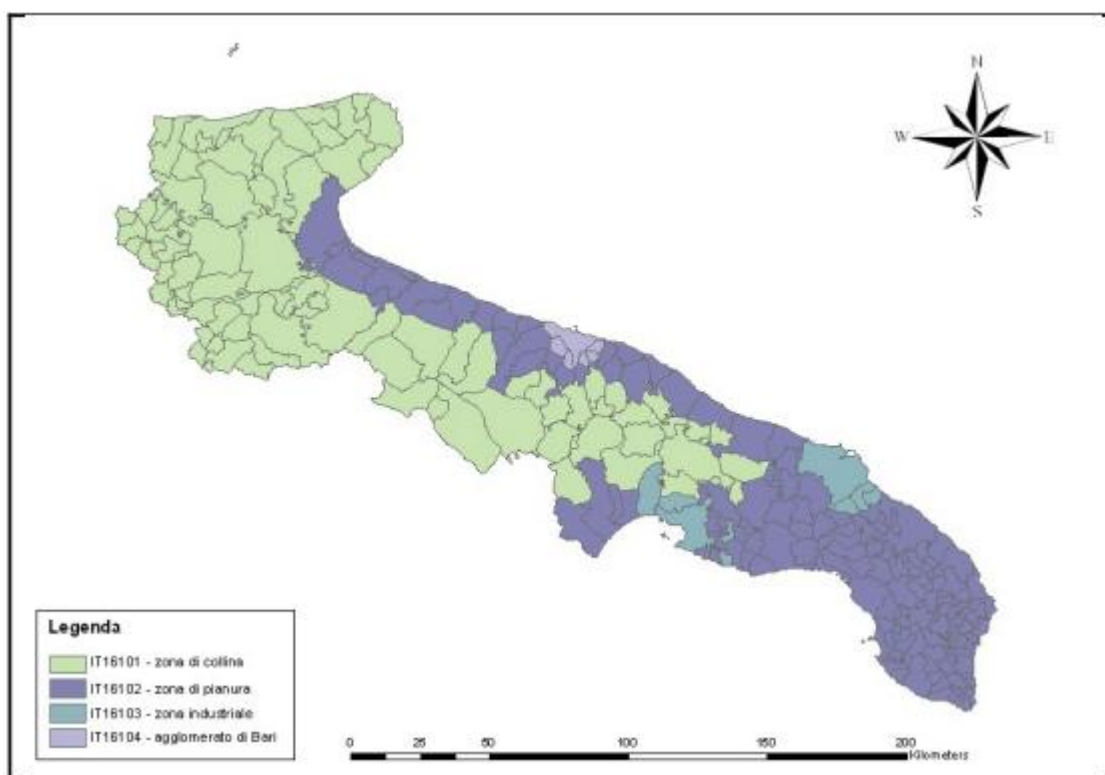 N
W E
S
Legenda
IT16101 - zona di collina
IT16102 - zona di pianura
IT16103 - zona industriale
IT16104 - agglomerato di Bari
0 25 50 100 150 200
Kilometers